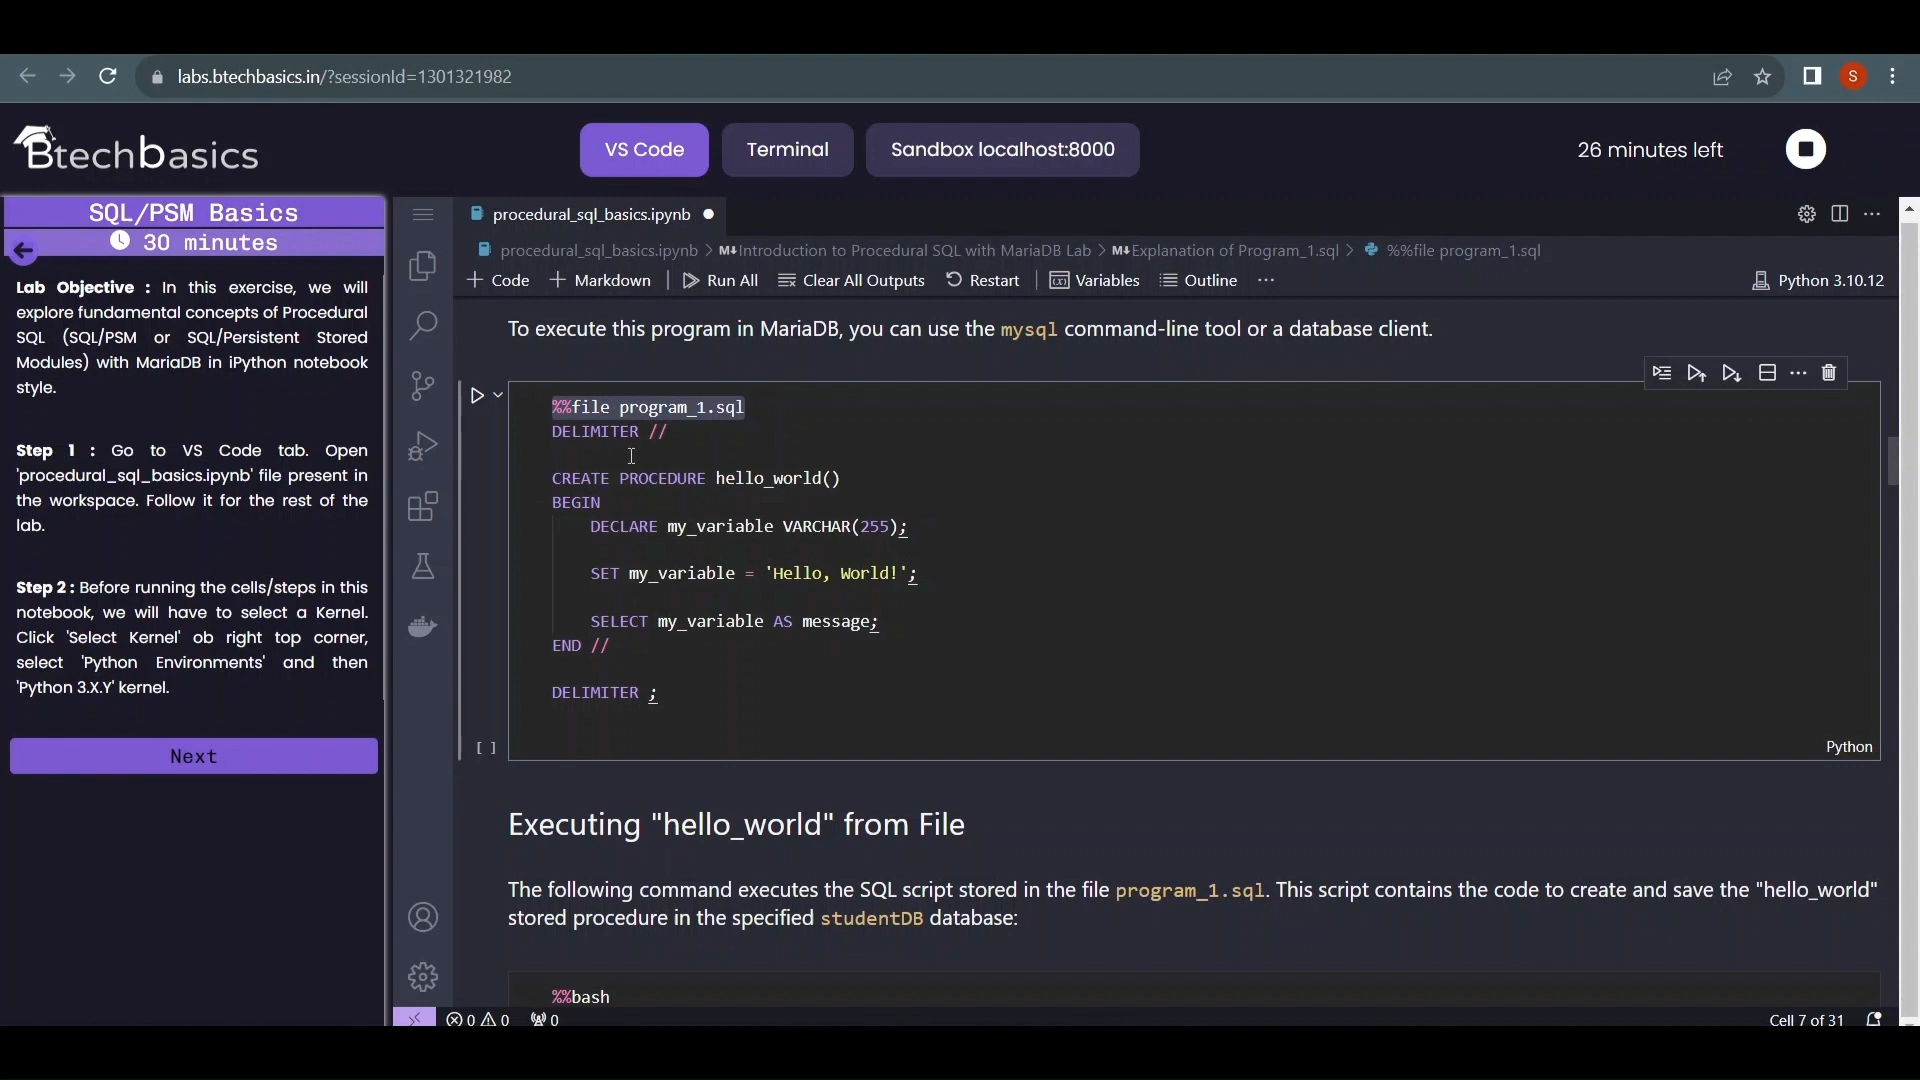 labs.btechbasics.in/?sessionId=1301321982
S
Btechbasics
VS Code
Terminal
Sandbox localhost:8000
26 minutes left
SQL/PSM Basics
30 minutes
Lab Objective : In this exercise, we will
explore fundamental concepts of Procedural
SQL (SQL/PSM or SQL/Persistent Stored
Modules) with MariaDB in iPython notebook
style.
Step 1 : Go to VS Code tab. Open
'procedural_sql_basics.ipynb' file present in
the workspace. Follow it for the rest of the
lab.
Step 2 : Before running the cells/steps in this
notebook, we will have to select a Kernel.
Click 'Select Kernel' ob right top corner,
select 'Python Environments' and then
'Python 3.X.Y' kernel.
Next
procedural_sql_basics.ipynb
procedural_sql_basics.ipynb > M↓Introduction to Procedural SQL with MariaDB Lab > M↓Explanation of Program_1.sql > %%file program_1.sql
+ Code + Markdown | Run All Clear All Outputs Restart | Variables Outline ··· Python 3.10.12
To execute this program in MariaDB, you can use the mysql command-line tool or a database client.
%%file program_1.sql
DELIMITER //
CREATE PROCEDURE hello_world()
BEGIN
DECLARE my_variable VARCHAR(255);
SET my_variable = 'Hello, World!';
SELECT my_variable AS message;
END //
DELIMITER ;
[ ]
Python
Executing "hello_world" from File
The following command executes the SQL script stored in the file program_1.sql. This script contains the code to create and save the "hello_world"
stored procedure in the specified studentDB database:
%%bash
0 0 0
Cell 7 of 31